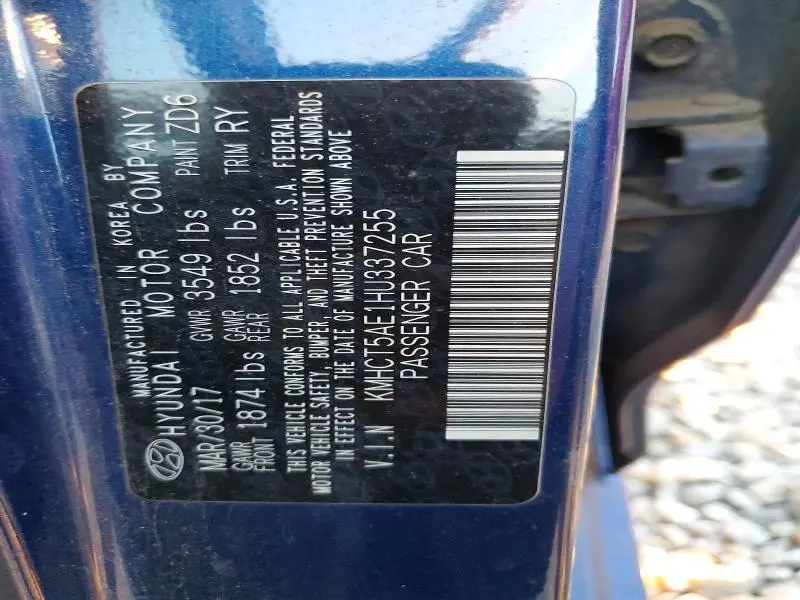 MANUFACTURED IN KOREA BY
HYUNDAI MOTOR COMPANY
MAR/30/17 GVWR 3549 lbs PAINT ZD6
GAWR FRONT 1874 lbs GAWR REAR 1852 lbs TRIM RY
THIS VEHICLE CONFORMS TO ALL APPLICABLE U.S.A. FEDERAL
MOTOR VEHICLE SAFETY, BUMPER, AND THEFT PREVENTION STANDARDS
IN EFFECT ON THE DATE OF MANUFACTURE SHOWN ABOVE
V.I.N KMHCT5AE1HU337255
PASSENGER CAR